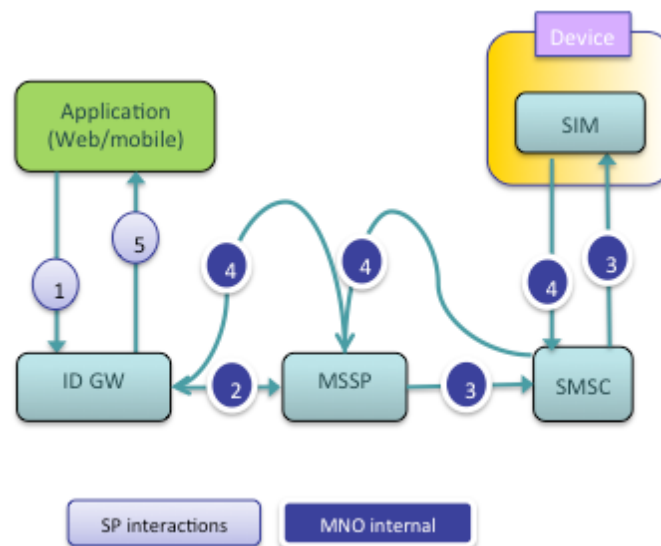 Device
Application
(Web/mobile)
SIM
5
4
4
3
1
4
ID GW
2
MSSP
3
SMSC
SP interactions
MNO internal